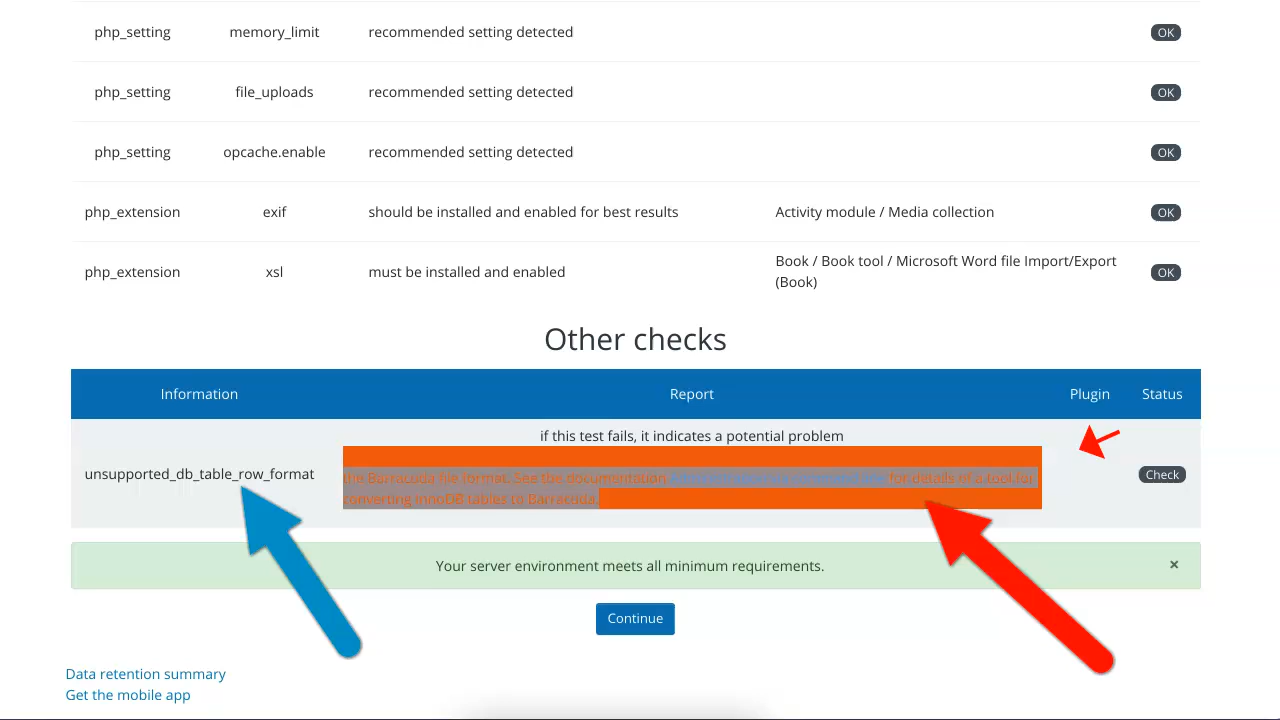 php_setting memory_limit recommended setting detected OK
php_setting file_uploads recommended setting detected OK
php_setting opcache.enable recommended setting detected OK
php_extension exif should be installed and enabled for best results Activity module / Media collection OK
php_extension xsl must be installed and enabled Book / Book tool / Microsoft Word file Import/Export (Book) OK
Other checks
Information Report Plugin Status
if this test fails, it indicates a potential problem
unsupported_db_table_row_format
the Barracuda file format. See the documentation
for details of a tool for
converting InnoDB tables to Barracuda.
Check
Your server environment meets all minimum requirements. ×
Continue
Data retention summary
Get the mobile app